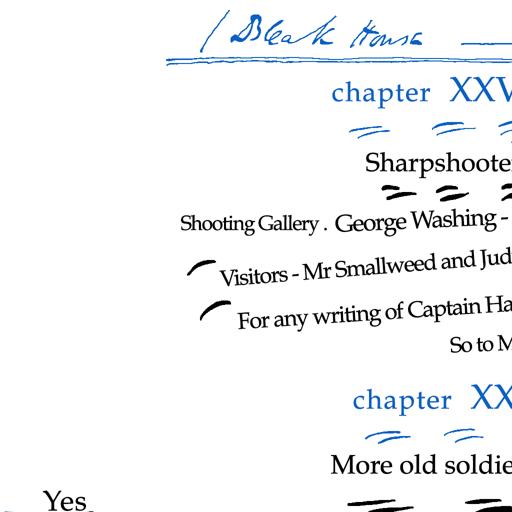 Bleak House
chapter XXV
Sharpshoote
Shooting Gallery. George Washing -
Visitors - Mr Smallweed and Jud
For any writing of Captain Ha
So to M
chapter XX
More old soldie
Yes.